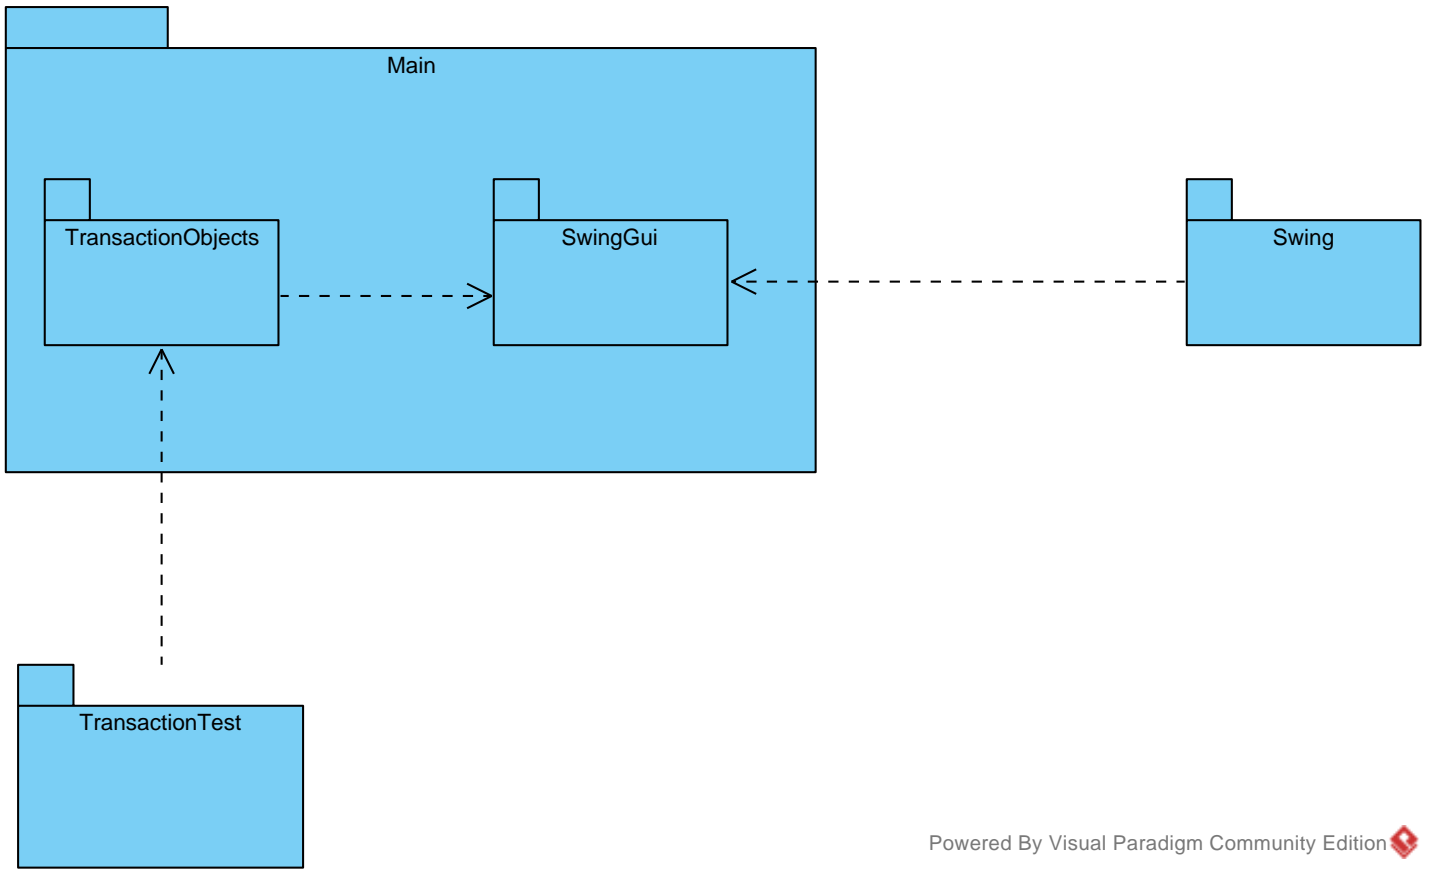 Main
TransactionObjects
SwingGui
Swing
TransactionTest
Powered By Visual Paradigm Community Edition